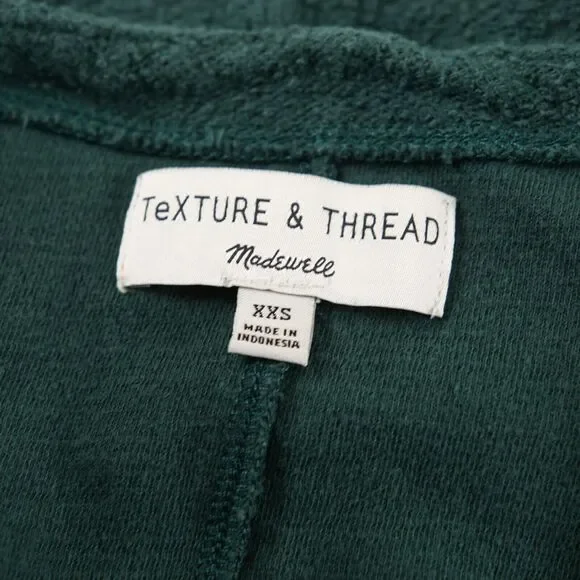 TeXTURE & THREAD
Madewell
XXS
MADE IN
INDONESIA